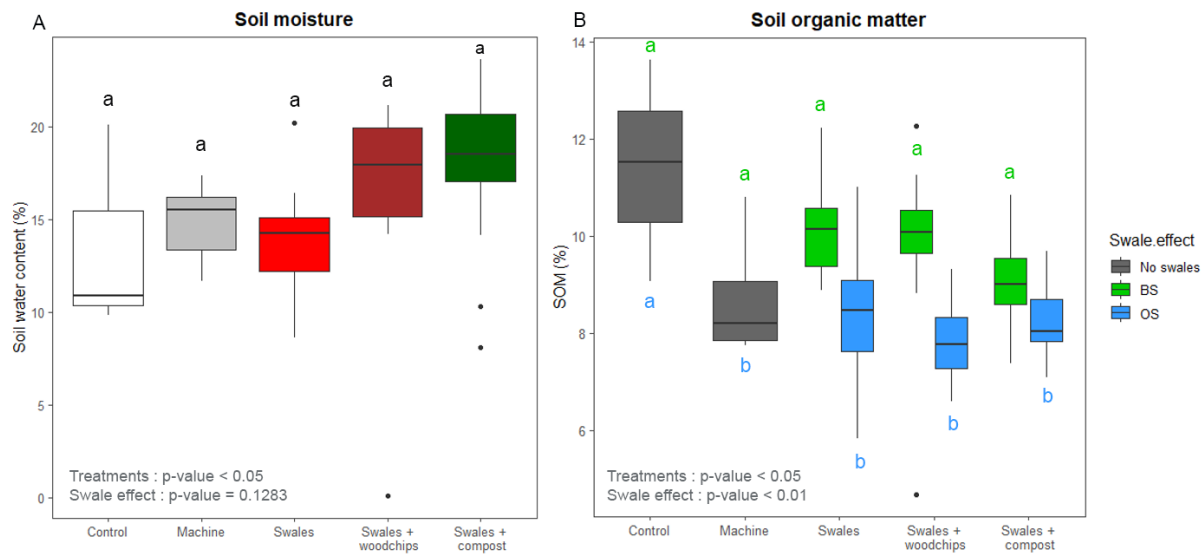 A
Soil moisture
Soil water content (%)
20
15
10
5
0
a
a
a
a
a
Treatments : p-value < 0.05
Swale effect : p-value = 0.1283
Control
Machine
Swales
Swales +
woodchips
Swales +
compost
B
Soil organic matter
SOM (%)
14
12
10
8
6
a
a
a
a
a
a
b
b
b
b
Treatments : p-value < 0.05
Swale effect : p-value < 0.01
Control
Machine
Swales
Swales +
woodchips
Swales +
compost
Swale.effect
No swales
BS
OS